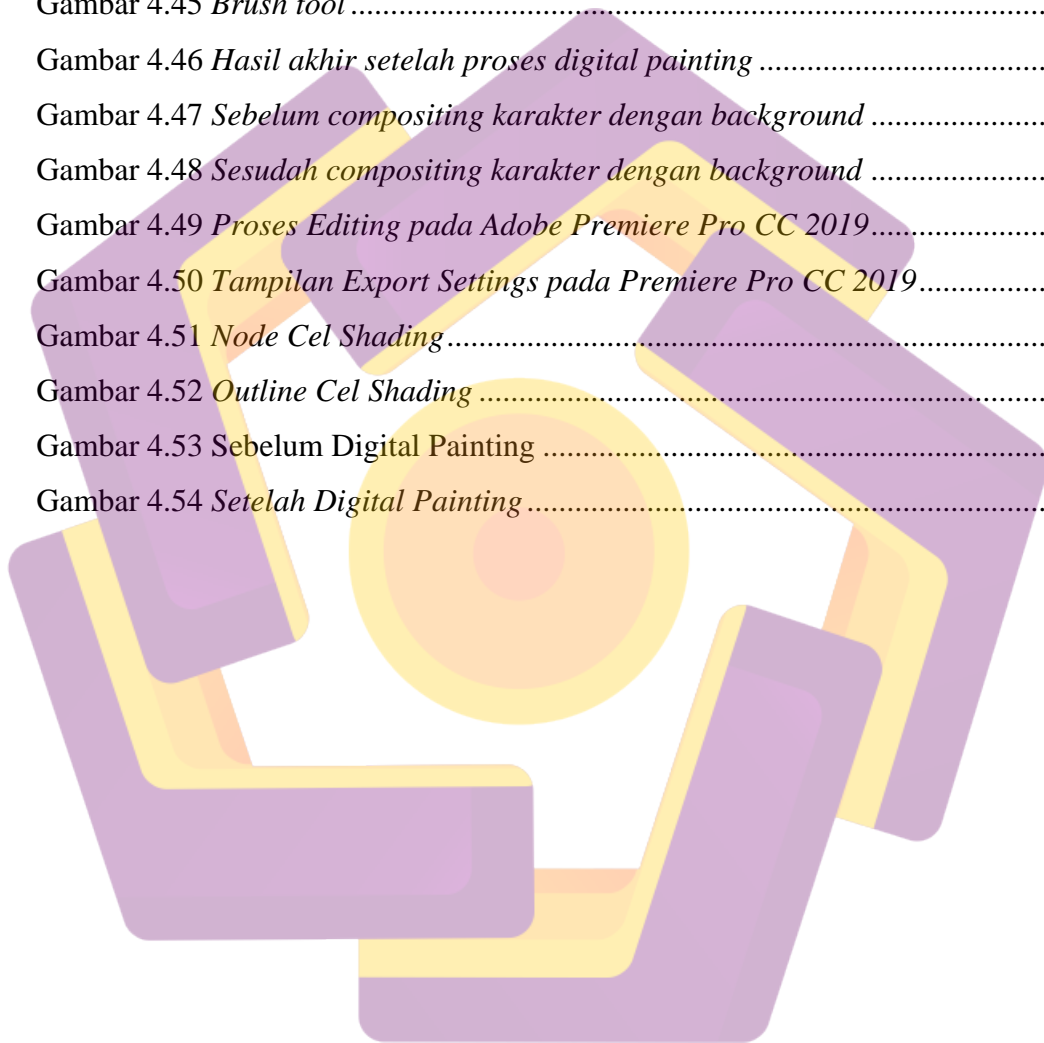 Gambar 4.45 Brush tool ........................................................................................
Gambar 4.46 Hasil akhir setelah proses digital painting ....................................
Gambar 4.47 Sebelum compositing karakter dengan background ......................
Gambar 4.48 Sesudah compositing karakter dengan background .......................
Gambar 4.49 Proses Editing pada Adobe Premiere Pro CC 2019......................
Gambar 4.50 Tampilan Export Settings pada Premiere Pro CC 2019................
Gambar 4.51 Node Cel Shading...........................................................................
Gambar 4.52 Outline Cel Shading .......................................................................
Gambar 4.53 Sebelum Digital Painting ...............................................................
Gambar 4.54 Setelah Digital Painting.................................................................